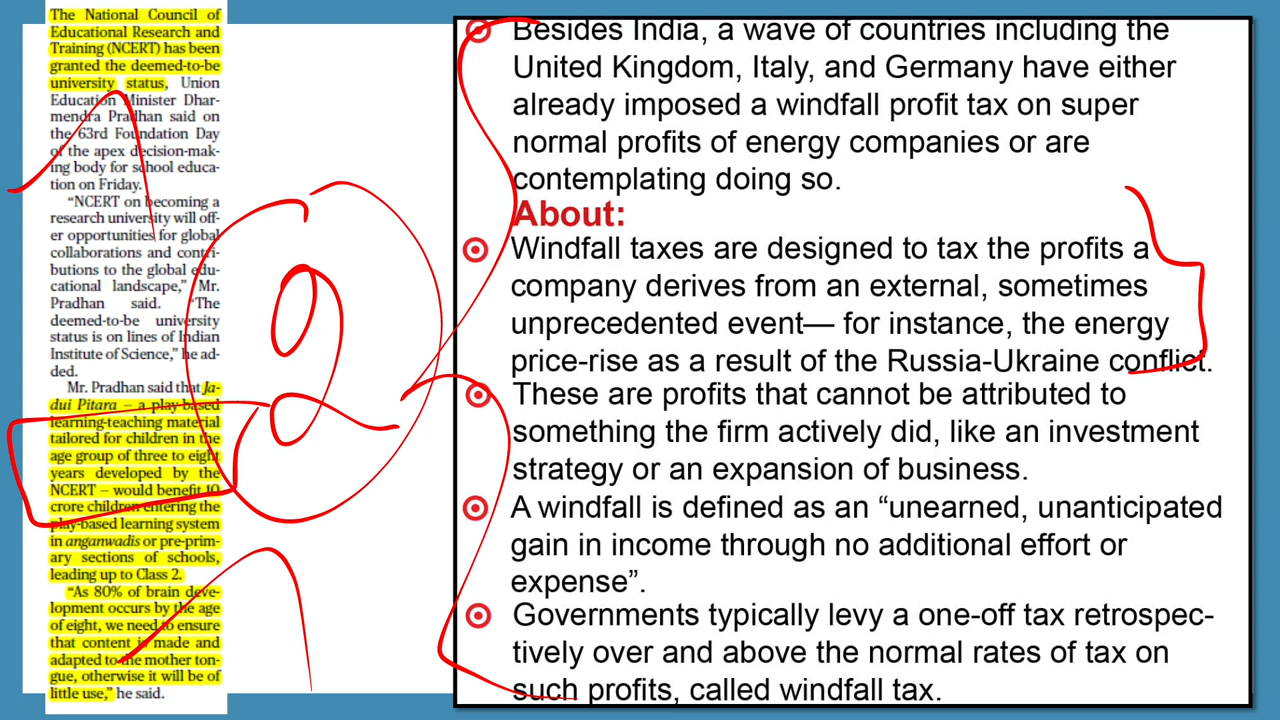 The National Council of
Educational Research and
Training (NCERT) has been
granted the deemed-to-be
university status, Union
Education Minister Dhar-
mendra Pradhan said on
the 63rd Foundation Day
of the apex decision-mak-
ing body for school educa-
tion on Friday.
“NCERT on becoming a
research university will off-
er opportunities for global
collaborations and contri-
butions to the global edu-
cational landscape,” Mr.
Pradhan said. “The
deemed-to-be university
status is on lines of Indian
Institute of Science,” he ad-
ded.
Mr. Pradhan said that Ja-
dui Pitara – a play-based
learning-teaching material
tailored for children in the
age group of three to eight
years developed by the
NCERT – would benefit 10
crore children entering the
play-based learning system
in anganwadis or pre-prim-
ary sections of schools,
leading up to Class 2.
“As 80% of brain deve-
lopment occurs by the age
of eight, we need to ensure
that content is made and
adapted to the mother ton-
gue, otherwise it will be of
little use,” he said.
2
Besides India, a wave of countries including the
United Kingdom, Italy, and Germany have either
already imposed a windfall profit tax on super
normal profits of energy companies or are
contemplating doing so.
About:
Windfall taxes are designed to tax the profits a
company derives from an external, sometimes
unprecedented event— for instance, the energy
price-rise as a result of the Russia-Ukraine conflict.
These are profits that cannot be attributed to
something the firm actively did, like an investment
strategy or an expansion of business.
A windfall is defined as an “unearned, unanticipated
gain in income through no additional effort or
expense”.
Governments typically levy a one-off tax retrospec-
tively over and above the normal rates of tax on
such profits, called windfall tax.